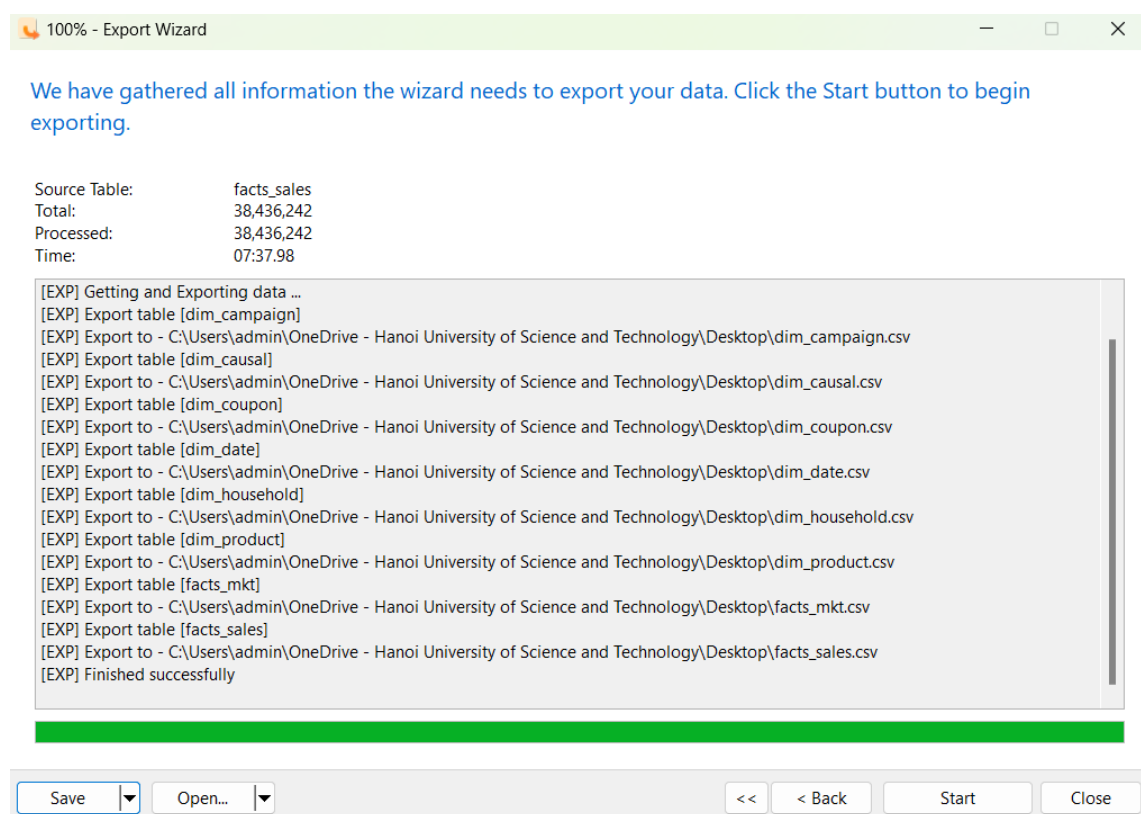 100% - Export Wizard
We have gathered all information the wizard needs to export your data. Click the Start button to begin
exporting.
Source Table: facts_sales
Total: 38,436,242
Processed: 38,436,242
Time: 07:37.98
[EXP] Getting and Exporting data ...
[EXP] Export table [dim_campaign]
[EXP] Export to - C:\Users\admin\OneDrive - Hanoi University of Science and Technology\Desktop\dim_campaign.csv
[EXP] Export table [dim_causal]
[EXP] Export to - C:\Users\admin\OneDrive - Hanoi University of Science and Technology\Desktop\dim_causal.csv
[EXP] Export table [dim_coupon]
[EXP] Export to - C:\Users\admin\OneDrive - Hanoi University of Science and Technology\Desktop\dim_coupon.csv
[EXP] Export table [dim_date]
[EXP] Export to - C:\Users\admin\OneDrive - Hanoi University of Science and Technology\Desktop\dim_date.csv
[EXP] Export table [dim_household]
[EXP] Export to - C:\Users\admin\OneDrive - Hanoi University of Science and Technology\Desktop\dim_household.csv
[EXP] Export table [dim_product]
[EXP] Export to - C:\Users\admin\OneDrive - Hanoi University of Science and Technology\Desktop\dim_product.csv
[EXP] Export table [facts_mkt]
[EXP] Export to - C:\Users\admin\OneDrive - Hanoi University of Science and Technology\Desktop\facts_mkt.csv
[EXP] Export table [facts_sales]
[EXP] Export to - C:\Users\admin\OneDrive - Hanoi University of Science and Technology\Desktop\facts_sales.csv
[EXP] Finished successfully
Save Open... << < Back Start Close